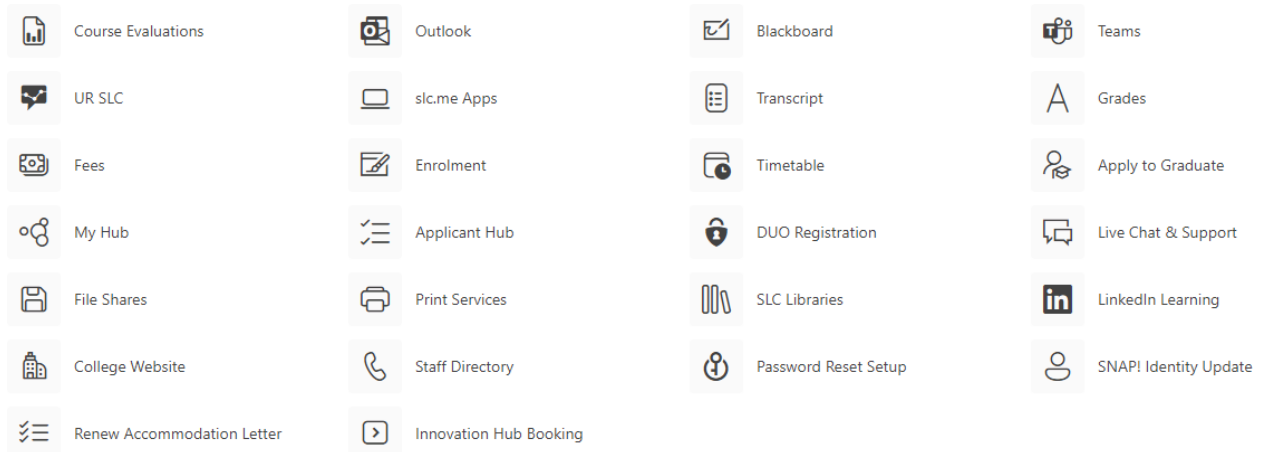 Course Evaluations
Outlook
Blackboard
Teams
UR SLC
slc.me Apps
Transcript
Grades
Fees
Enrolment
Timetable
Apply to Graduate
My Hub
Applicant Hub
DUO Registration
Live Chat & Support
File Shares
Print Services
SLC Libraries
LinkedIn Learning
College Website
Staff Directory
Password Reset Setup
SNAP! Identity Update
Renew Accommodation Letter
Innovation Hub Booking